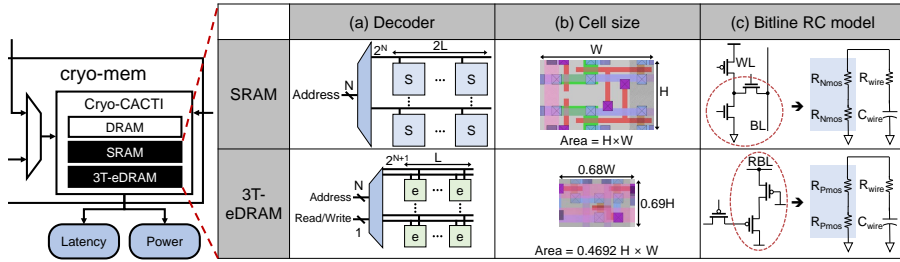 cryo-mem
Cryo-CACTI
DRAM
SRAM
3T-eDRAM
Latency
Power
(a) Decoder
(b) Cell size
(c) Bitline RC model
SRAM
2^N
2L
N
Address
S
...
S
S
...
S
W
H
Area = H×W
WL
BL
R_Nmos
R_Nmos
R_wire
C_wire
3T-
eDRAM
2^{N+1}
L
N
Address
Read/Write
1
e
...
e
e
...
e
0.68W
0.69H
Area = 0.4692 H × W
RBL
R_Pmos
R_Pmos
R_wire
C_wire